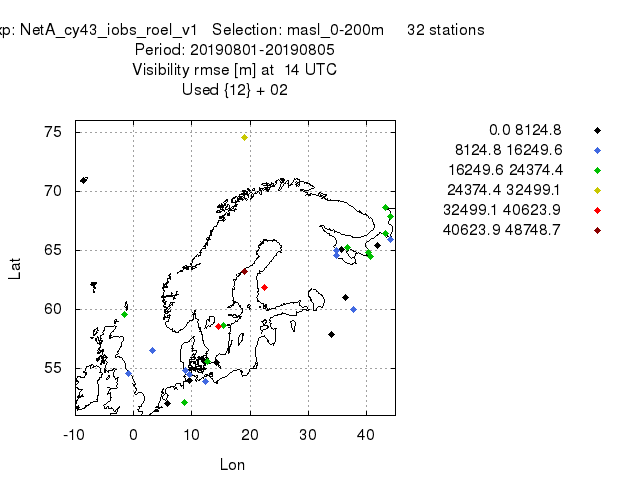 xp: NetA_cy43_iobs_roel_v1 Selection: masl_0-200m 32 stations
Period: 20190801-20190805
Visibility rmse [m] at 14 UTC
Used {12} + 02
0.0 8124.8
8124.8 16249.6
16249.6 24374.4
24374.4 32499.1
32499.1 40623.9
40623.9 48748.7
75
70
65
60
55
Lat
-10 0 10 20 30 40
Lon